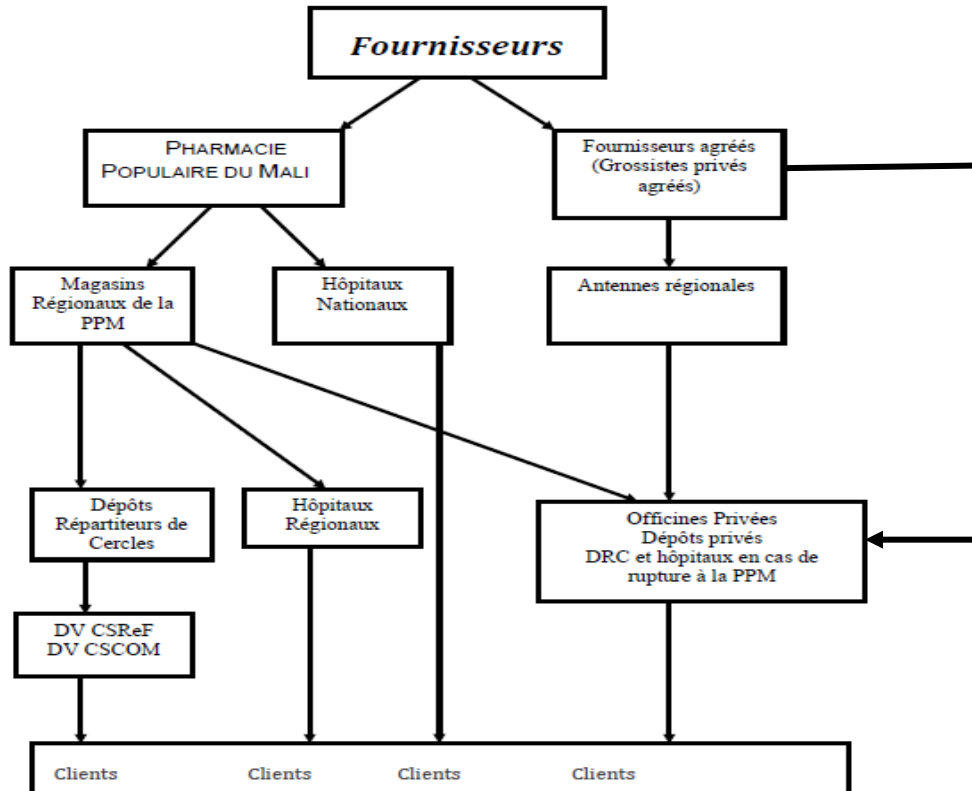 Fournisseurs
PHARMACIE
POPULAIRE DU MALI
Fournisseurs agréés
(Grossistes privés
agréés)
Magasins
Régionaux de la
PPM
Hôpitaux
Nationaux
Antennes régionales
Dépôts
Répartiteurs de
Cercles
Hôpitaux
Régionaux
Officines Privées
Dépôts privé
DRC et hôpitaux en cas de
rupture à la PPM
DV CSReF
DV CSCOM
Clients Clients Clients Clients